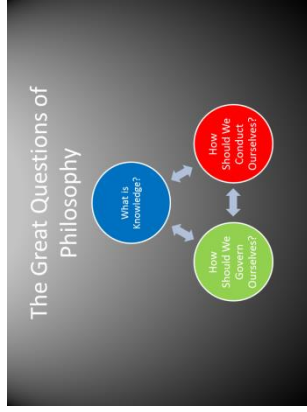 The Great Questions of
Philosophy
What is
Knowledge?
How
Should We
Govern
Ourselves?
How
Should We
Conduct
Ourselves?